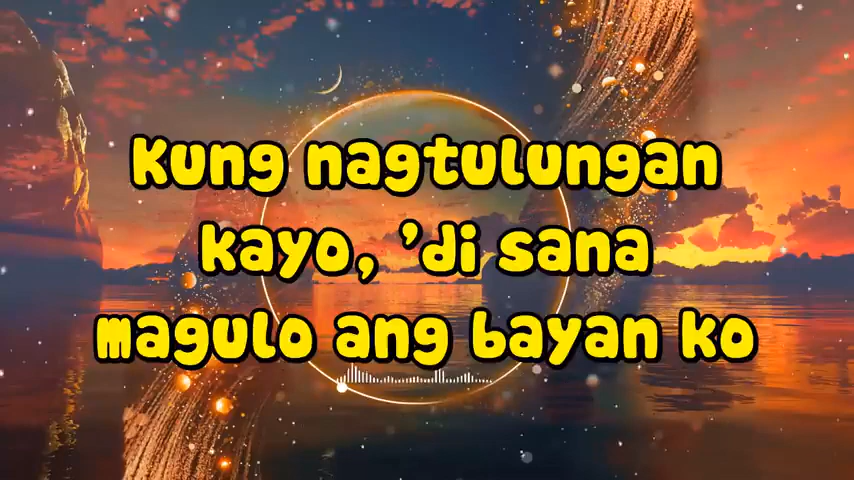 Kung nagtulungan
kayo, 'di sana
magulo ang bayan ko